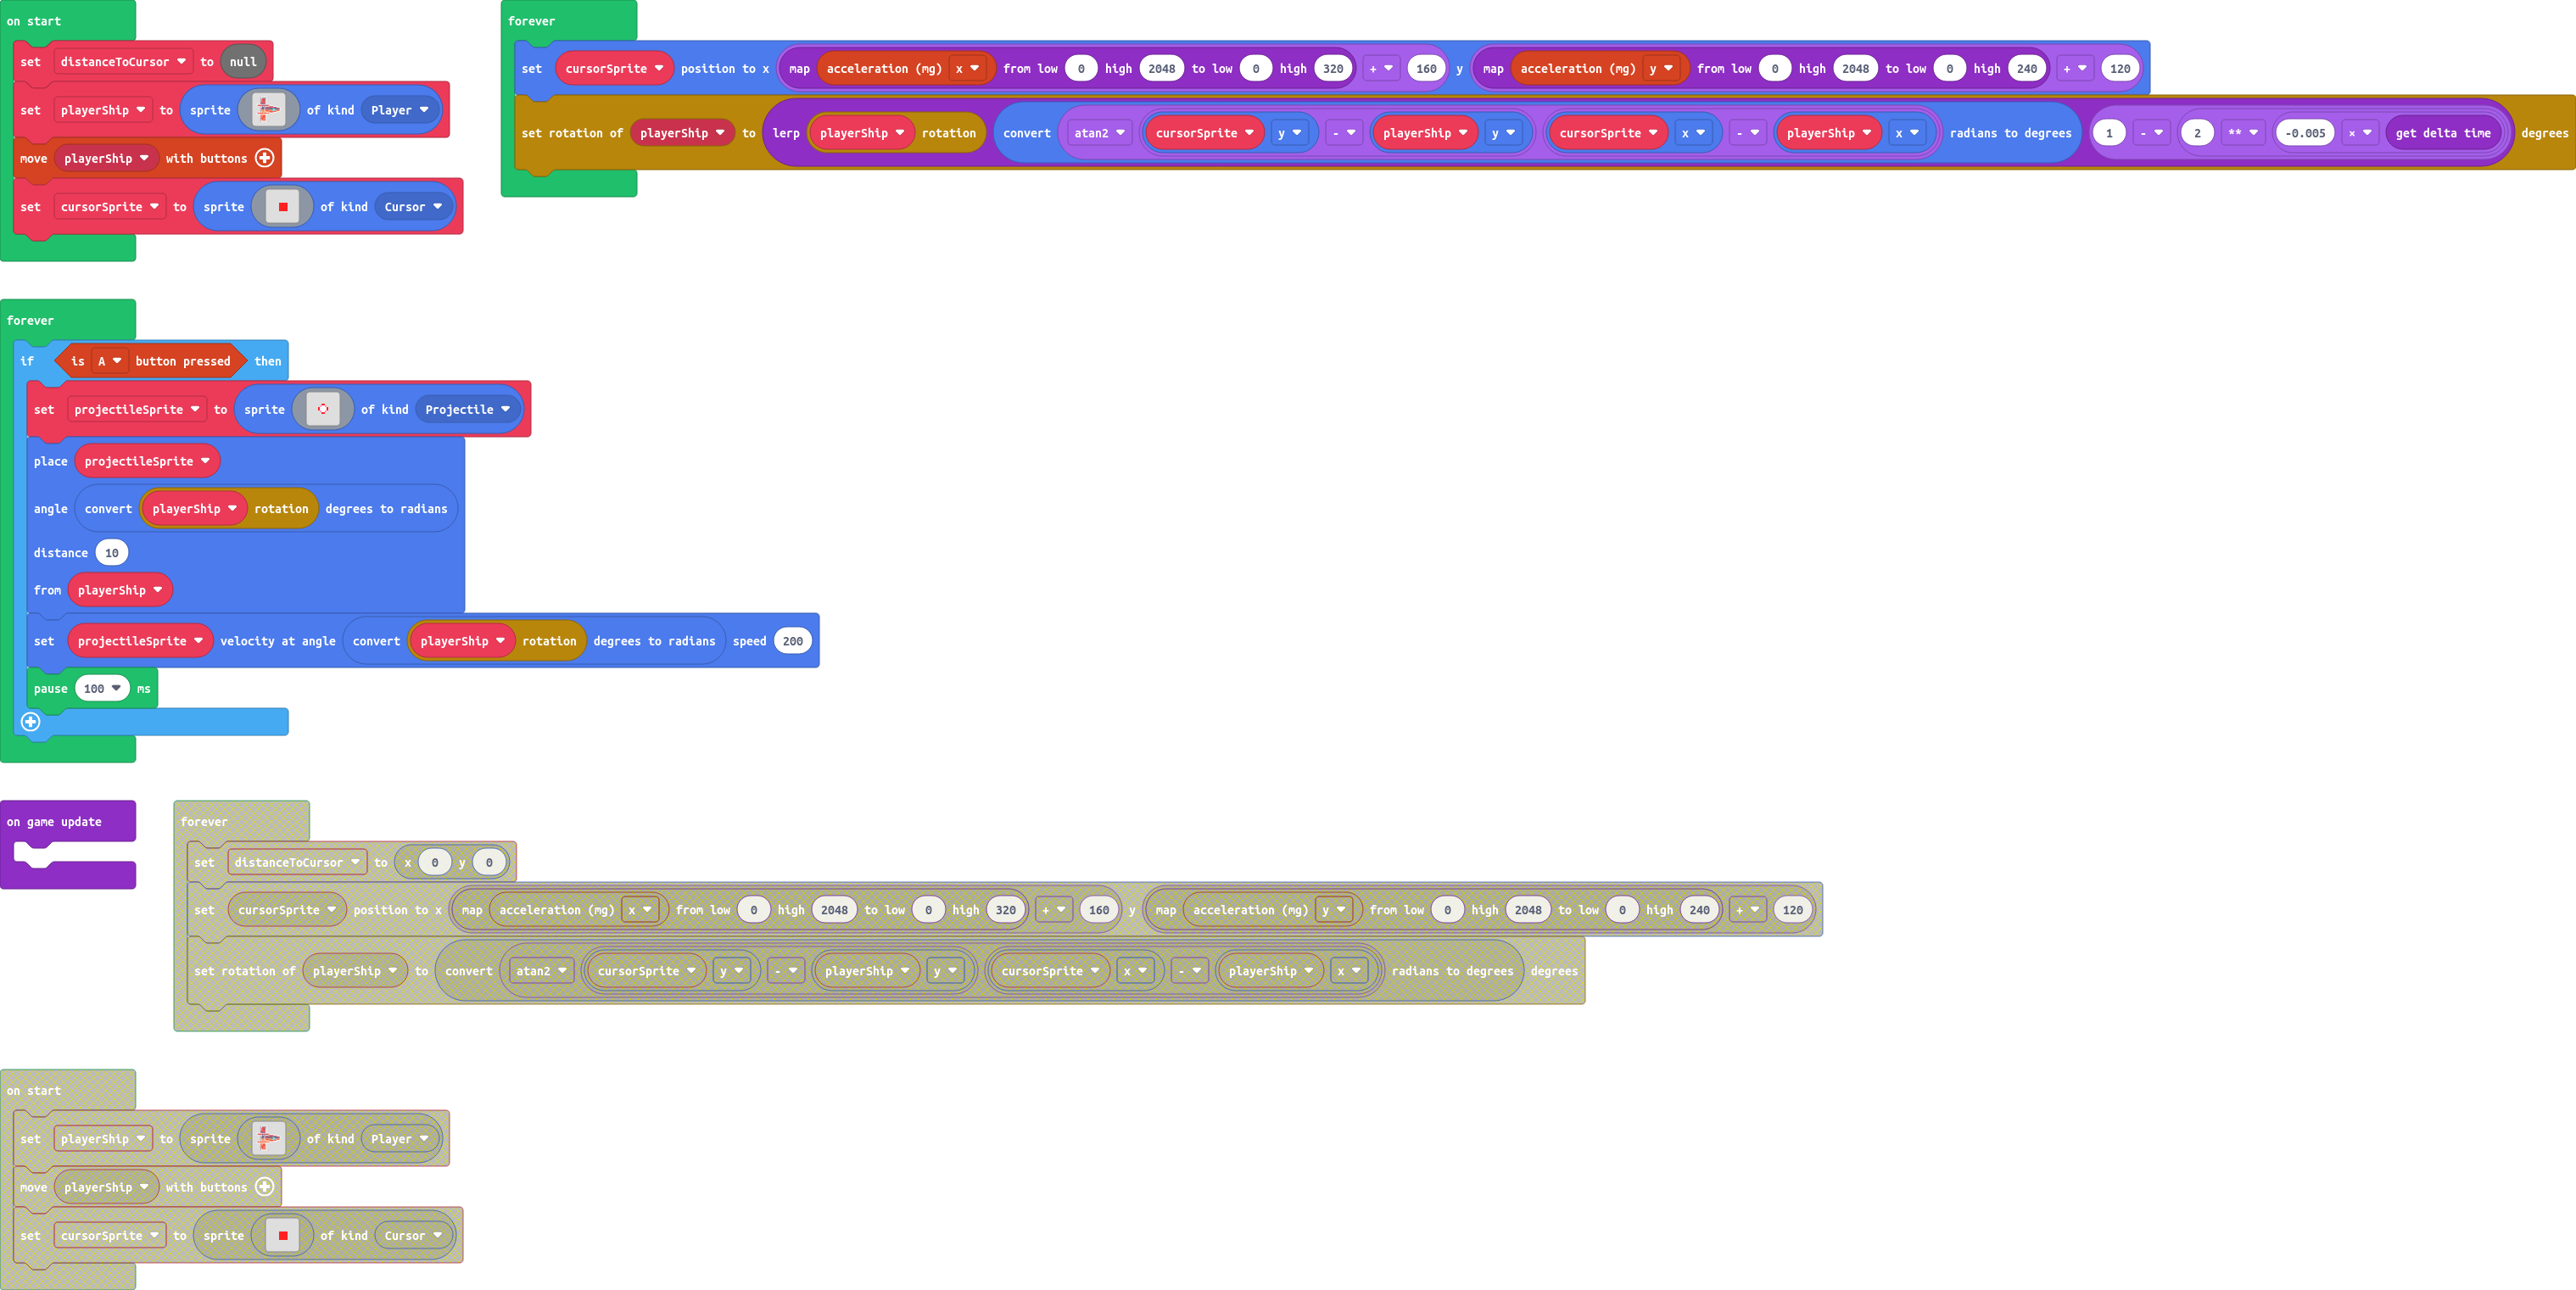 on start
set distanceToCursor to null
set playerShip to sprite of kind Player
move playerShip with buttons
set cursorSprite to sprite of kind Cursor
forever
set cursorSprite position to x map acceleration (mg) x from low 0 high 2048 to low 0 high 320 + 160 y map acceleration (mg) y from low 0 high 2048 to low 0 high 240 + 120
set rotation of playerShip to lerp playerShip rotation convert atan2 cursorSprite y - playerShip y cursorSprite x - playerShip x radians to degrees 1 - 2 ** -0.005 × get delta time degrees
forever
if is A button pressed then
set projectileSprite to sprite of kind Projectile
place projectileSprite
angle convert playerShip rotation degrees to radians
distance 10
from playerShip
set projectileSprite velocity at angle convert playerShip rotation degrees to radians speed 200
pause 100 ms
on game update
forever
set distanceToCursor to x 0 y 0
set cursorSprite position to x map acceleration (mg) x from low 0 high 2048 to low 0 high 320 + 160 y map acceleration (mg) y from low 0 high 2048 to low 0 high 240 + 120
set rotation of playerShip to convert atan2 cursorSprite y - playerShip y cursorSprite x - playerShip x radians to degrees degrees
on start
set playerShip to sprite of kind Player
move playerShip with buttons
set cursorSprite to sprite of kind Cursor